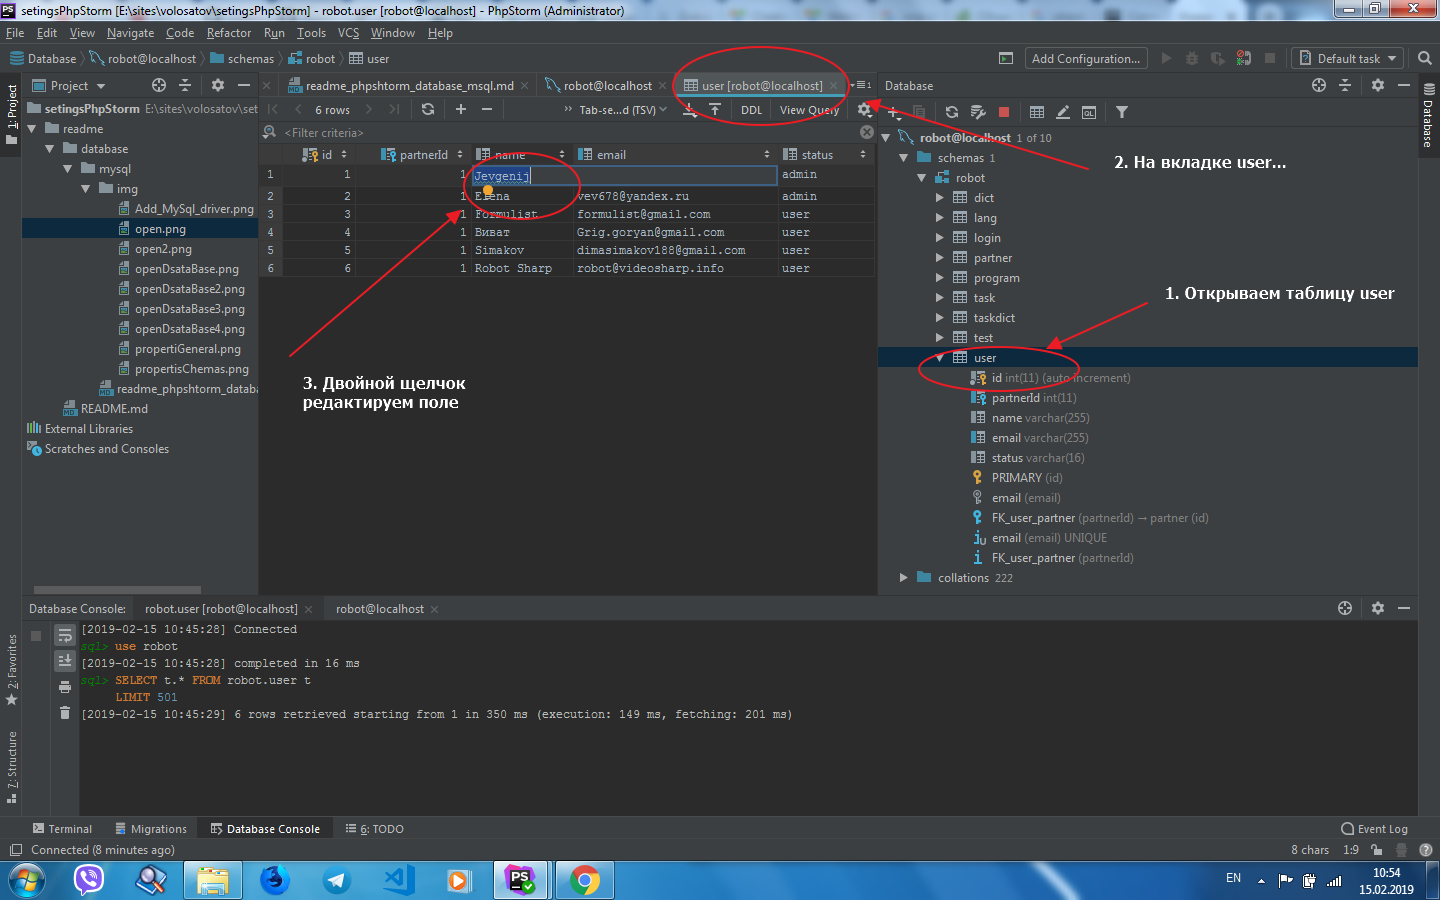 setingsPhpStorm [E:\sites\volosatov\setingsPhpStorm] - robot.user [robot@localhost] - PhpStorm (Administrator)
File Edit View Navigate Code Refactor Run Tools VCS Window Help
Database robot@localhost schemas robot user
Add Configuration... Default task
Project
readme_phpshtorm_database_msql.md robot@localhost user [robot@localhost] 1
Database
1: Project
setingsPhpStorm E:\sites\volosatov\set
readme
database
mysql
img
Add_MySql_driver.png
open.png
open2.png
openDsataBase.png
openDsataBase2.png
openDsataBase3.png
openDsataBase4.png
propertiGeneral.png
propertisChemas.png
readme_phpshtorm_databa
README.md
External Libraries
Scratches and Consoles
6 rows Tab-se...d (TSV) DDL View Query
<Filter criteria>
id partnerId name email status
1 1 1 Jevgenij admin
2 2 1 Elena vev678@yandex.ru admin
3 3 1 Formulist formulist@gmail.com user
4 4 1 Виват Grig.goryan@gmail.com user
5 5 1 Simakov dimasimakov188@gmail.com user
6 6 1 Robot Sharp robot@videosharp.info user
3. Двойной щелчок
редактируем поле
2. На вкладке user...
1. Открываем таблицу user
robot@localhost 1 of 10
schemas 1
robot
dict
lang
login
partner
program
task
taskdict
test
user
id int(11) (auto increment)
partnerId int(11)
name varchar(255)
email varchar(255)
status varchar(16)
PRIMARY (id)
email (email)
FK_user_partner (partnerId) → partner (id)
email (email) UNIQUE
FK_user_partner (partnerId)
collations 222
Database
Database Console: robot.user [robot@localhost] robot@localhost
[2019-02-15 10:45:28] Connected
sql> use robot
[2019-02-15 10:45:28] completed in 16 ms
sql> SELECT t.* FROM robot.user t
LIMIT 501
[2019-02-15 10:45:29] 6 rows retrieved starting from 1 in 350 ms (execution: 149 ms, fetching: 201 ms)
2: Favorites
7: Structure
Terminal Migrations Database Console 6: TODO Event Log
Connected (8 minutes ago) 8 chars 1:9
EN 10:54
15.02.2019